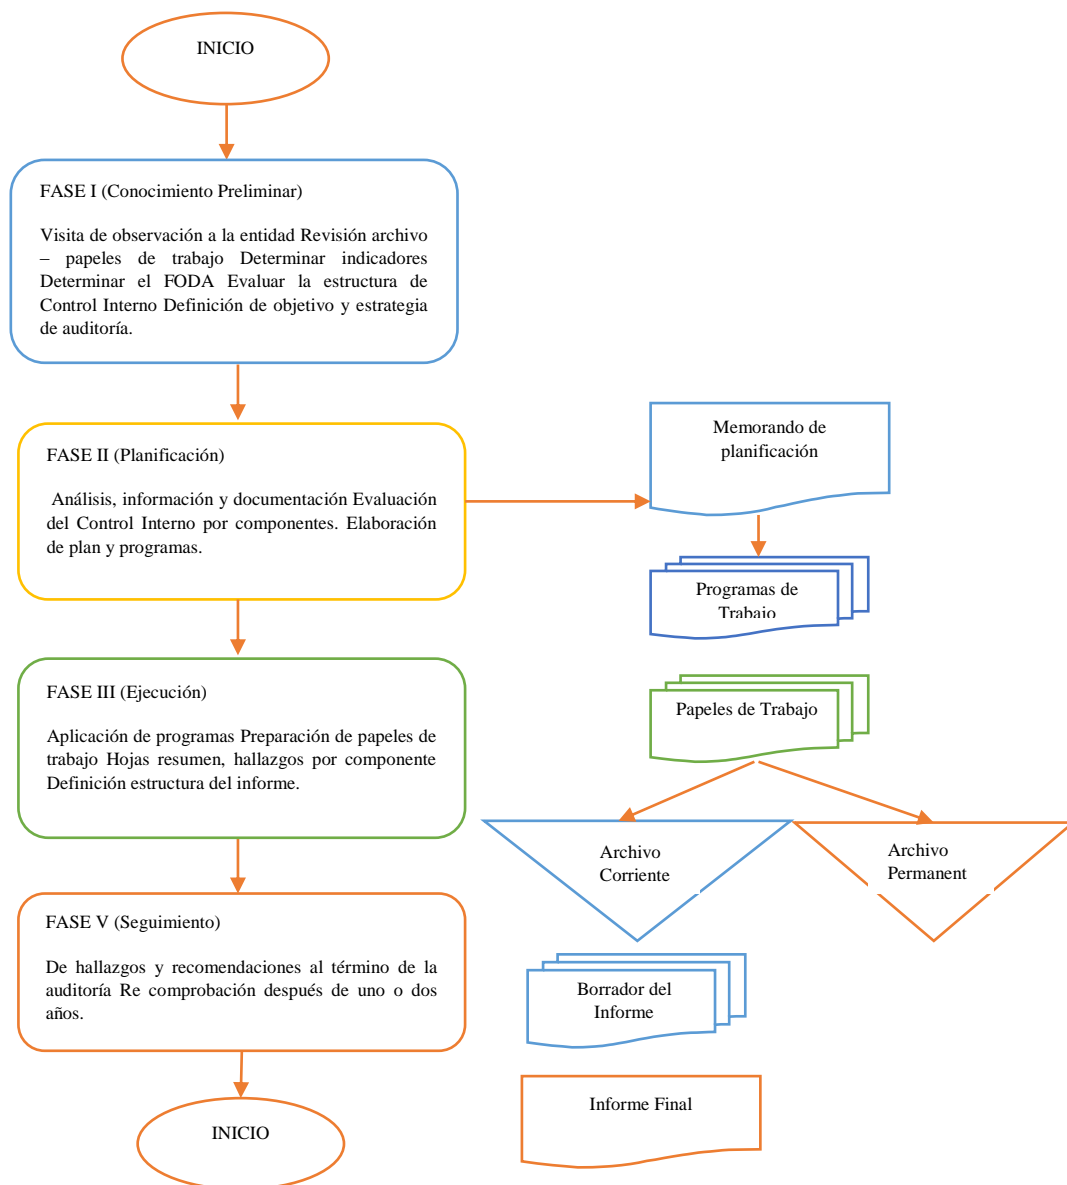 INICIO
FASE I (Conocimiento Preliminar)
Visita de observación a la entidad Revisión archivo
– papeles de trabajo Determinar indicadores
Determinar el FODA Evaluar la estructura de
Control Interno Definición de objetivo y estrategia
de auditoría.
FASE II (Planificación)
Análisis, información y documentación Evaluación
del Control Interno por componentes. Elaboración
de plan y programas.
Memorando de
planificación
Programas de
Trabajo
FASE III (Ejecución)
Aplicación de programas Preparación de papeles de
trabajo Hojas resumen, hallazgos por componente
Definición estructura del informe.
Papeles de Trabajo
Archivo
Corriente
Archivo
Permanent
FASE V (Seguimiento)
De hallazgos y recomendaciones al término de la
auditoría Re comprobación después de uno o dos
años.
Borrador del
Informe
Informe Final
INICIO